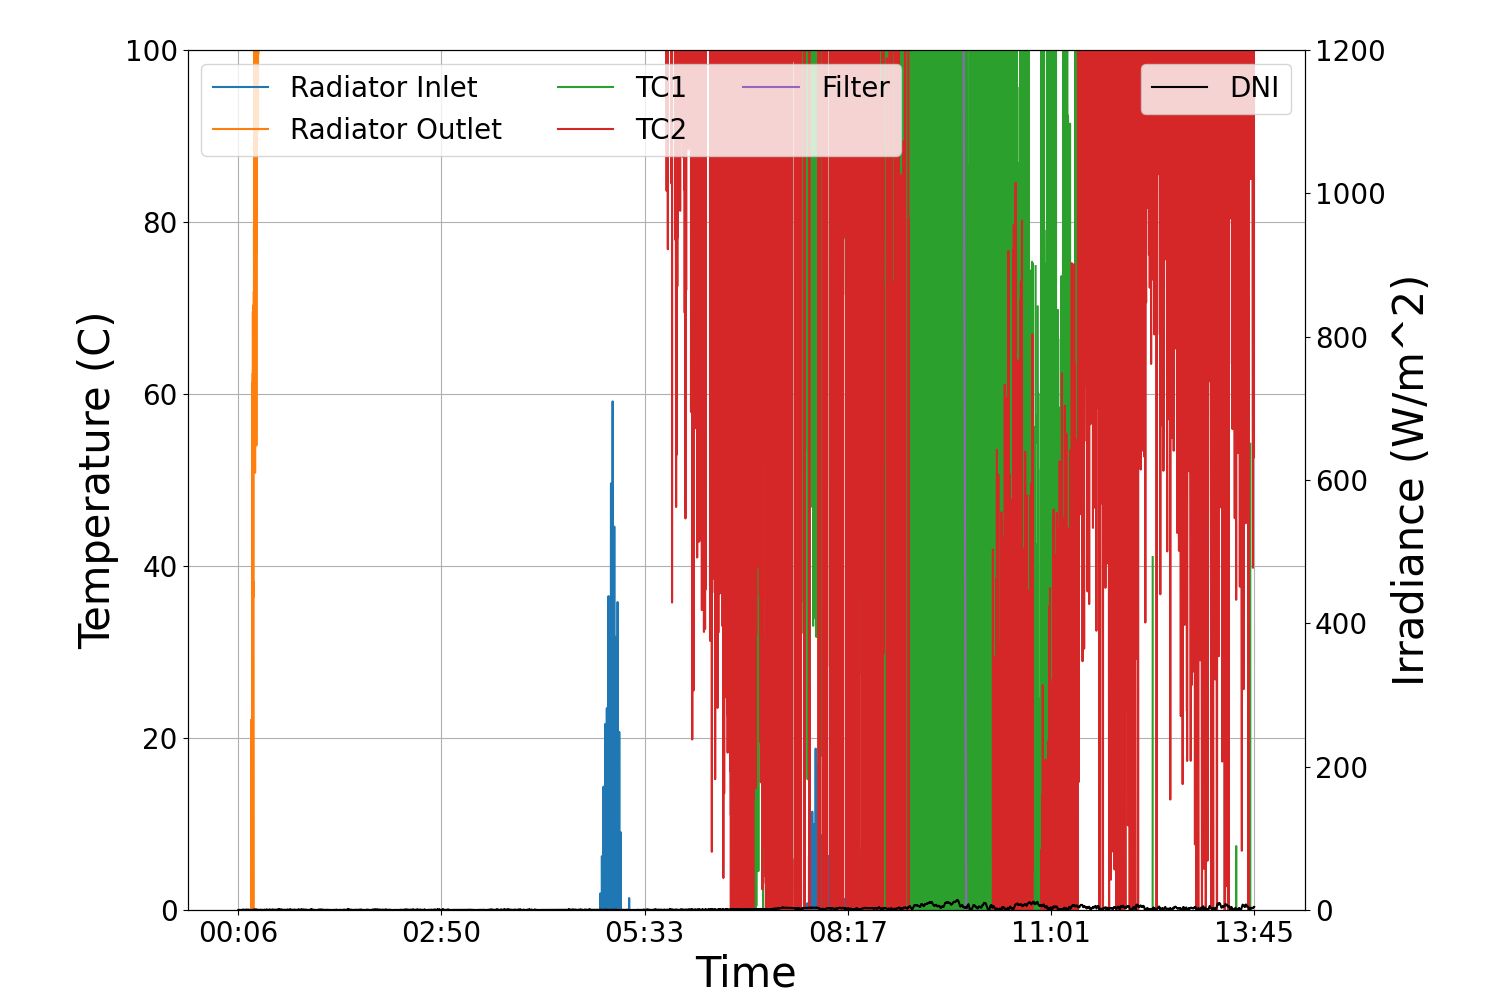 100
80
60
40
20
0
Temperature (C)
Radiator Inlet
Radiator Outlet
TC1
TC2
Filter
DNI
1200
1000
800
600
400
200
0
Irradiance (W/m^2)
00:06
02:50
05:33
08:17
11:01
13:45
Time